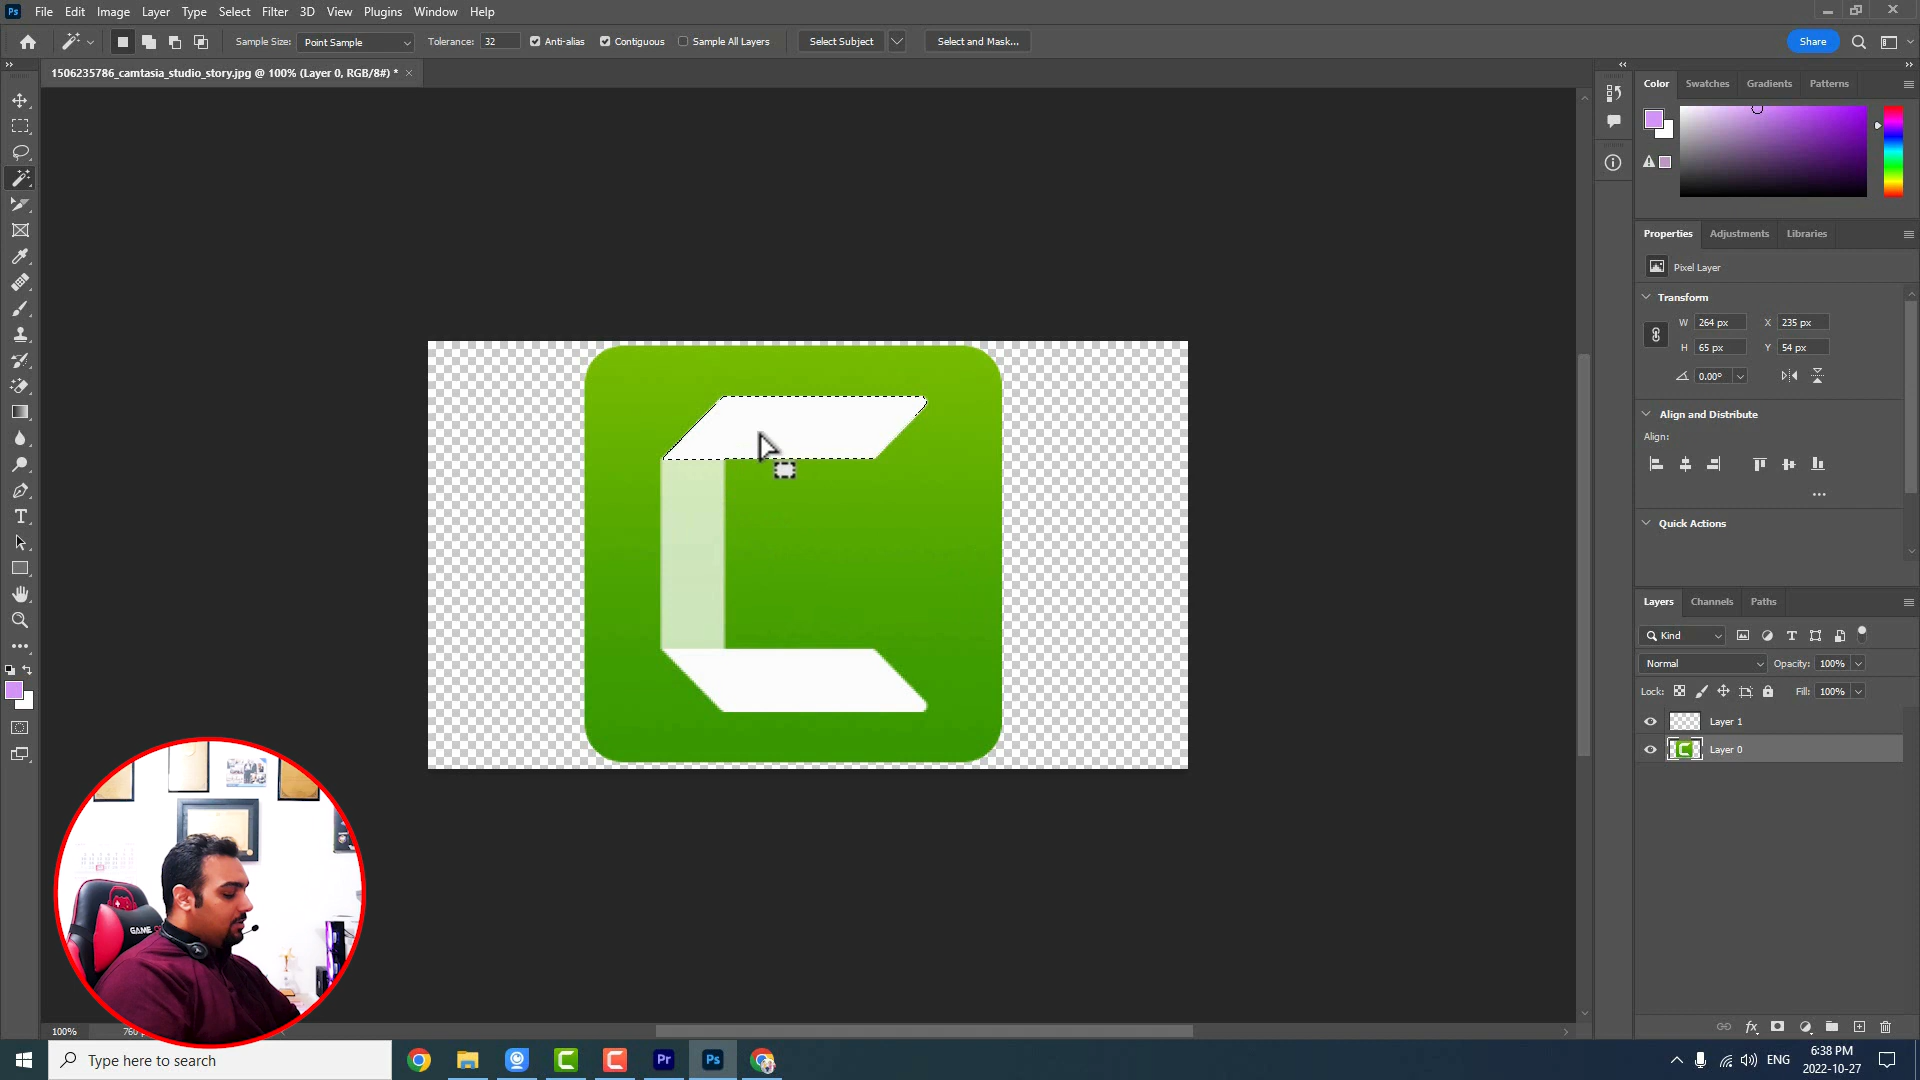 Ps File Edit Image Layer Type Select Filter 3D View Plugins Window Help
Sample Size: Point Sample Tolerance: 32 Anti-alias Contiguous Sample All Layers Select Subject Select and Mask... Share
1506235786_camtasia_studio_story.jpg @ 100% (Layer 0, RGB/8#) * ×
Color Swatches Gradients Patterns
Properties Adjustments Libraries
Pixel Layer
Transform
W 264 px X 235 px
H 65 px Y 54 px
0.00°
Align and Distribute
Align:
Quick Actions
Layers Channels Paths
Kind
Normal Opacity: 100%
Lock: Fill: 100%
Layer 1
Layer 0
fx
100%
Type here to search
Pr Ps
ENG
6:38 PM
2022-10-27